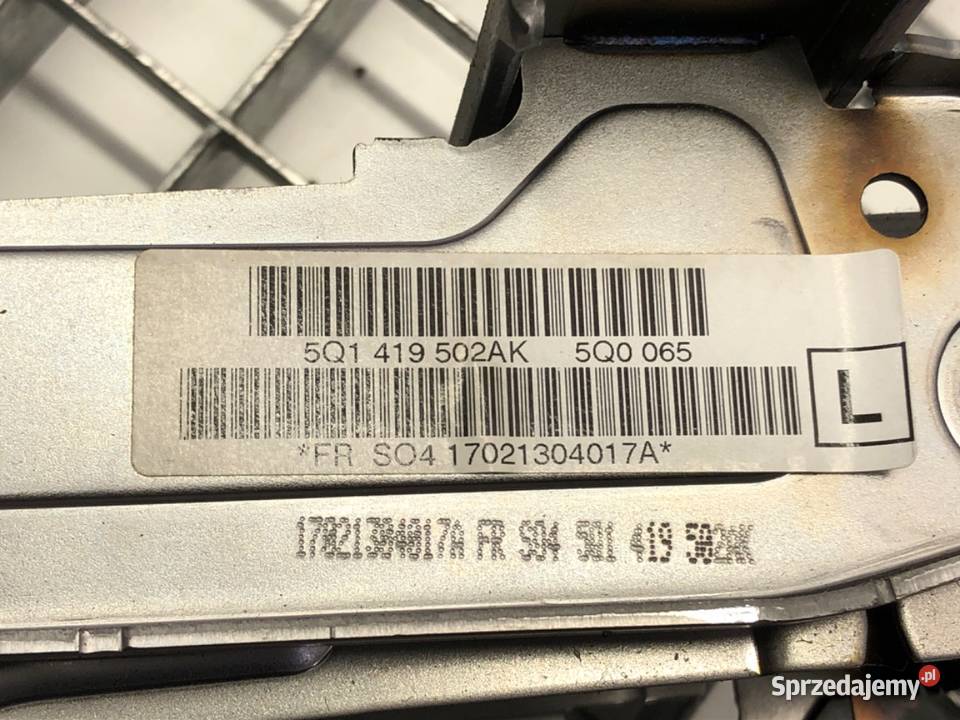 5Q1 419 502AK 5Q0 065
L
*FR SO4 17021304017A*
17021304017A FR S04 5Q1 419 502AK
Sprzedajemy.pl